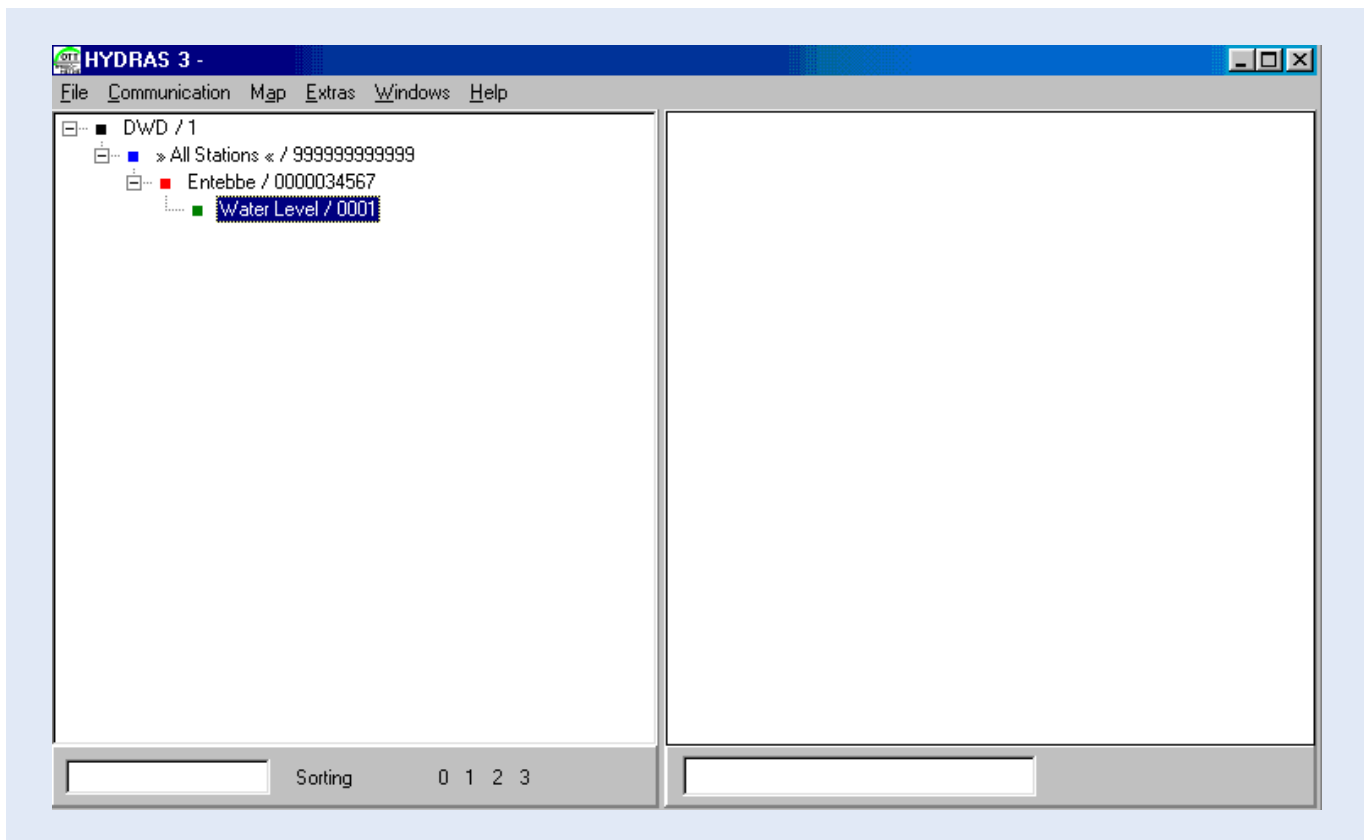 HYDRAS 3 -
File Communication Map Extras Windows Help
DWD / 1
» All Stations « / 999999999999
Entebbe / 0000034567
Water Level / 0001
Sorting 0 1 2 3